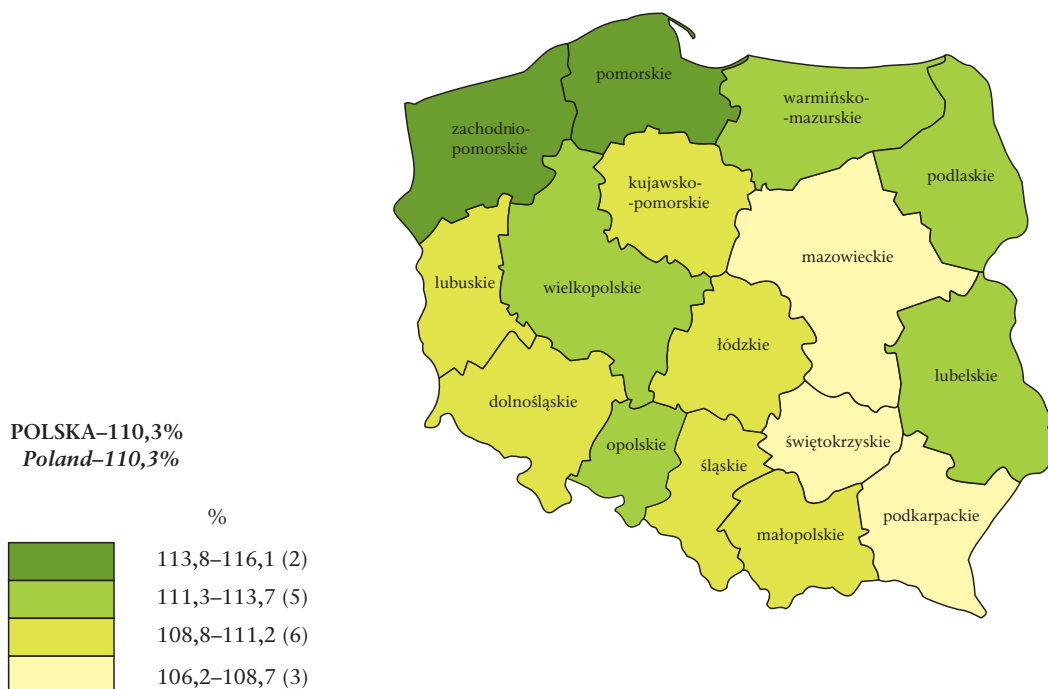 pomorskie
warmińsko-
-mazurskie
zachodnio-
pomorskie
podlaskie
kujawsko-
-pomorskie
mazowieckie
lubuskie
wielkopolskie
łódzkie
lubelskie
dolnośląskie
świętokrzyskie
opolskie
śląskie
podkarpackie
małopolskie
POLSKA–110,3%
Poland–110,3%
%
113,8–116,1 (2)
111,3–113,7 (5)
108,8–111,2 (6)
106,2–108,7 (3)